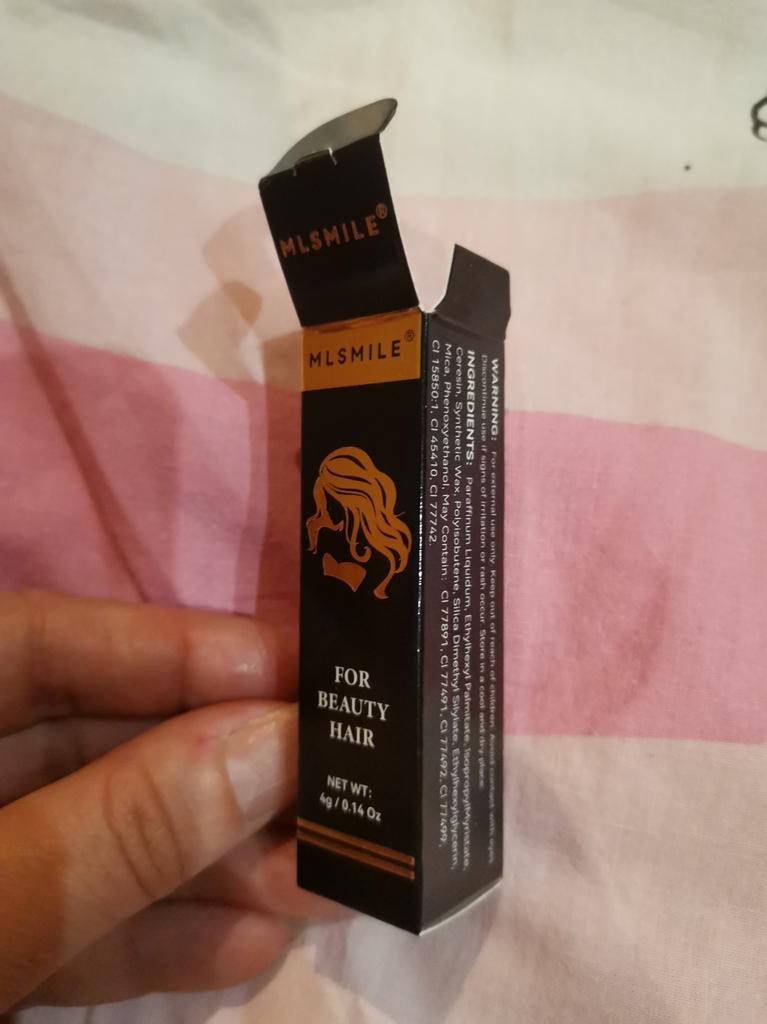 MLSMILE®
MLSMILE®
FOR
BEAUTY
HAIR
NET WT:
4g / 0.14 Oz
WARNING: For external use only. Keep out of reach of children. Avoid contact with eyes.
Discontinue use if signs of irritation or rash occur. Store in a cool and dry place.
INGREDIENTS: Paraffinum Liquidum, Ethylhexyl Palmitate, IsopropylMyristate,
Ceresin, Synthetic Wax, Polyisobutene, Silica Dimethyl Silylate, Ethylhexylglycerin,
Mica, Phenoxyethanol, May Contain: CI 77891, CI 77491, CI 77492, CI 77499,
CI 15850:1, CI 45410, CI 77742.